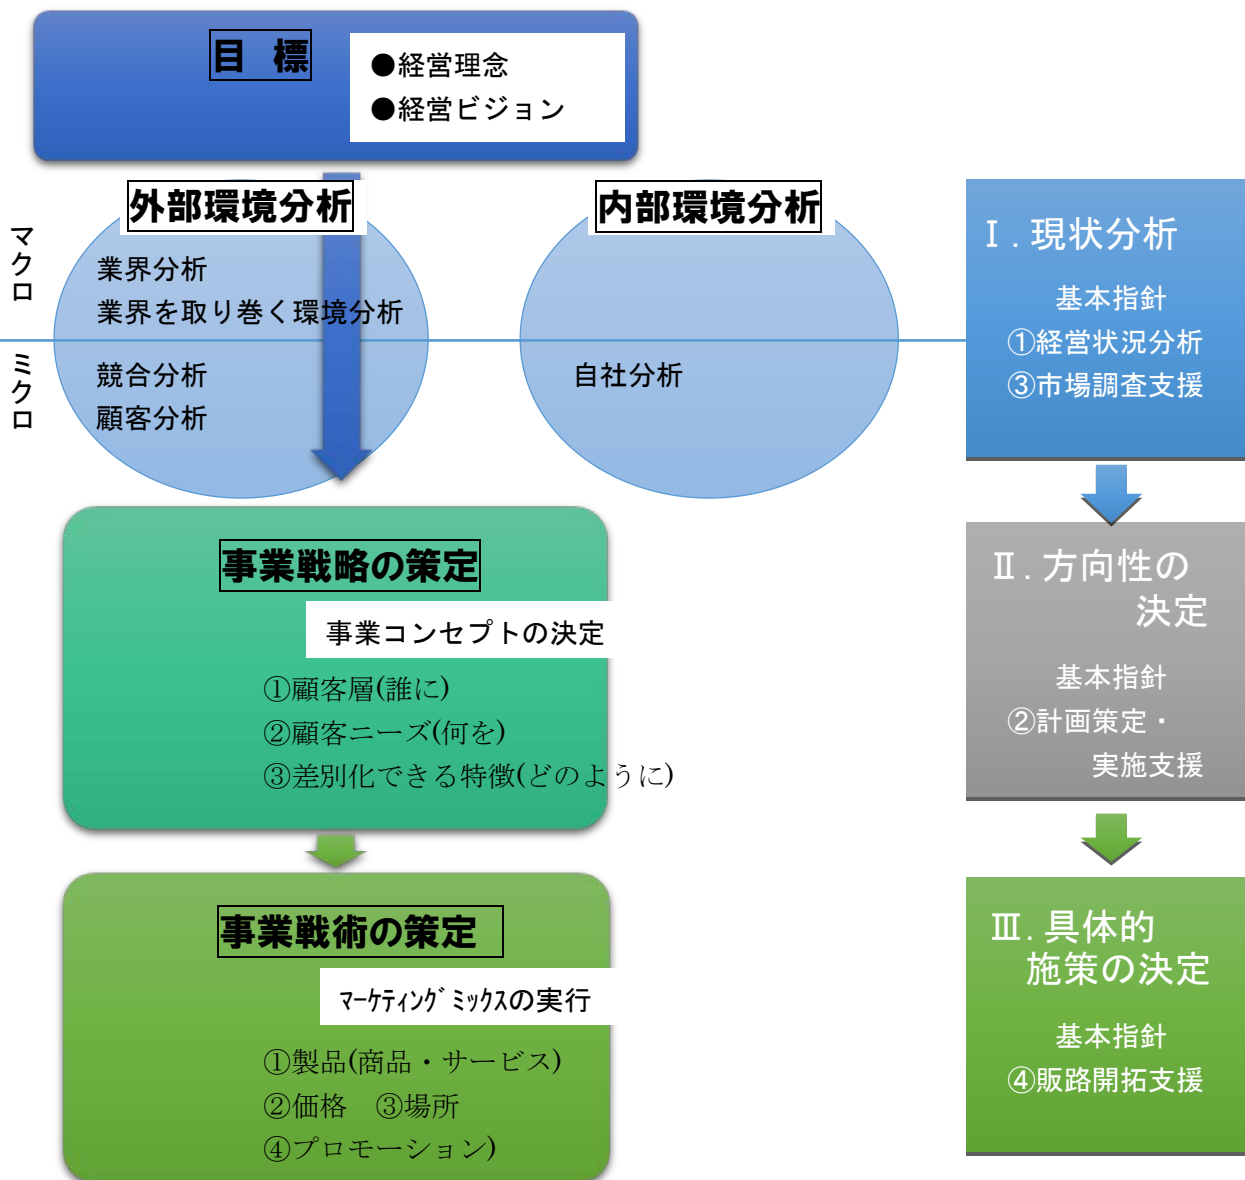 目 標
●経営理念
●経営ビジョン
外部環境分析
内部環境分析
マクロ
業界分析
業界を取り巻く環境分析
ミクロ
競合分析
顧客分析
自社分析
事業戦略の策定
事業コンセプトの決定
①顧客層(誰に)
②顧客ニーズ(何を)
③差別化できる特徴(どのように)
事業戦術の策定
ﾏｰｹﾃｨﾝｸﾞﾐｯｸｽの実行
①製品(商品・サービス)
②価格　③場所
④プロモーション)
Ⅰ.現状分析
基本指針
①経営状況分析
③市場調査支援
Ⅱ.方向性の
決定
基本指針
②計画策定・
実施支援
Ⅲ.具体的
施策の決定
基本指針
④販路開拓支援